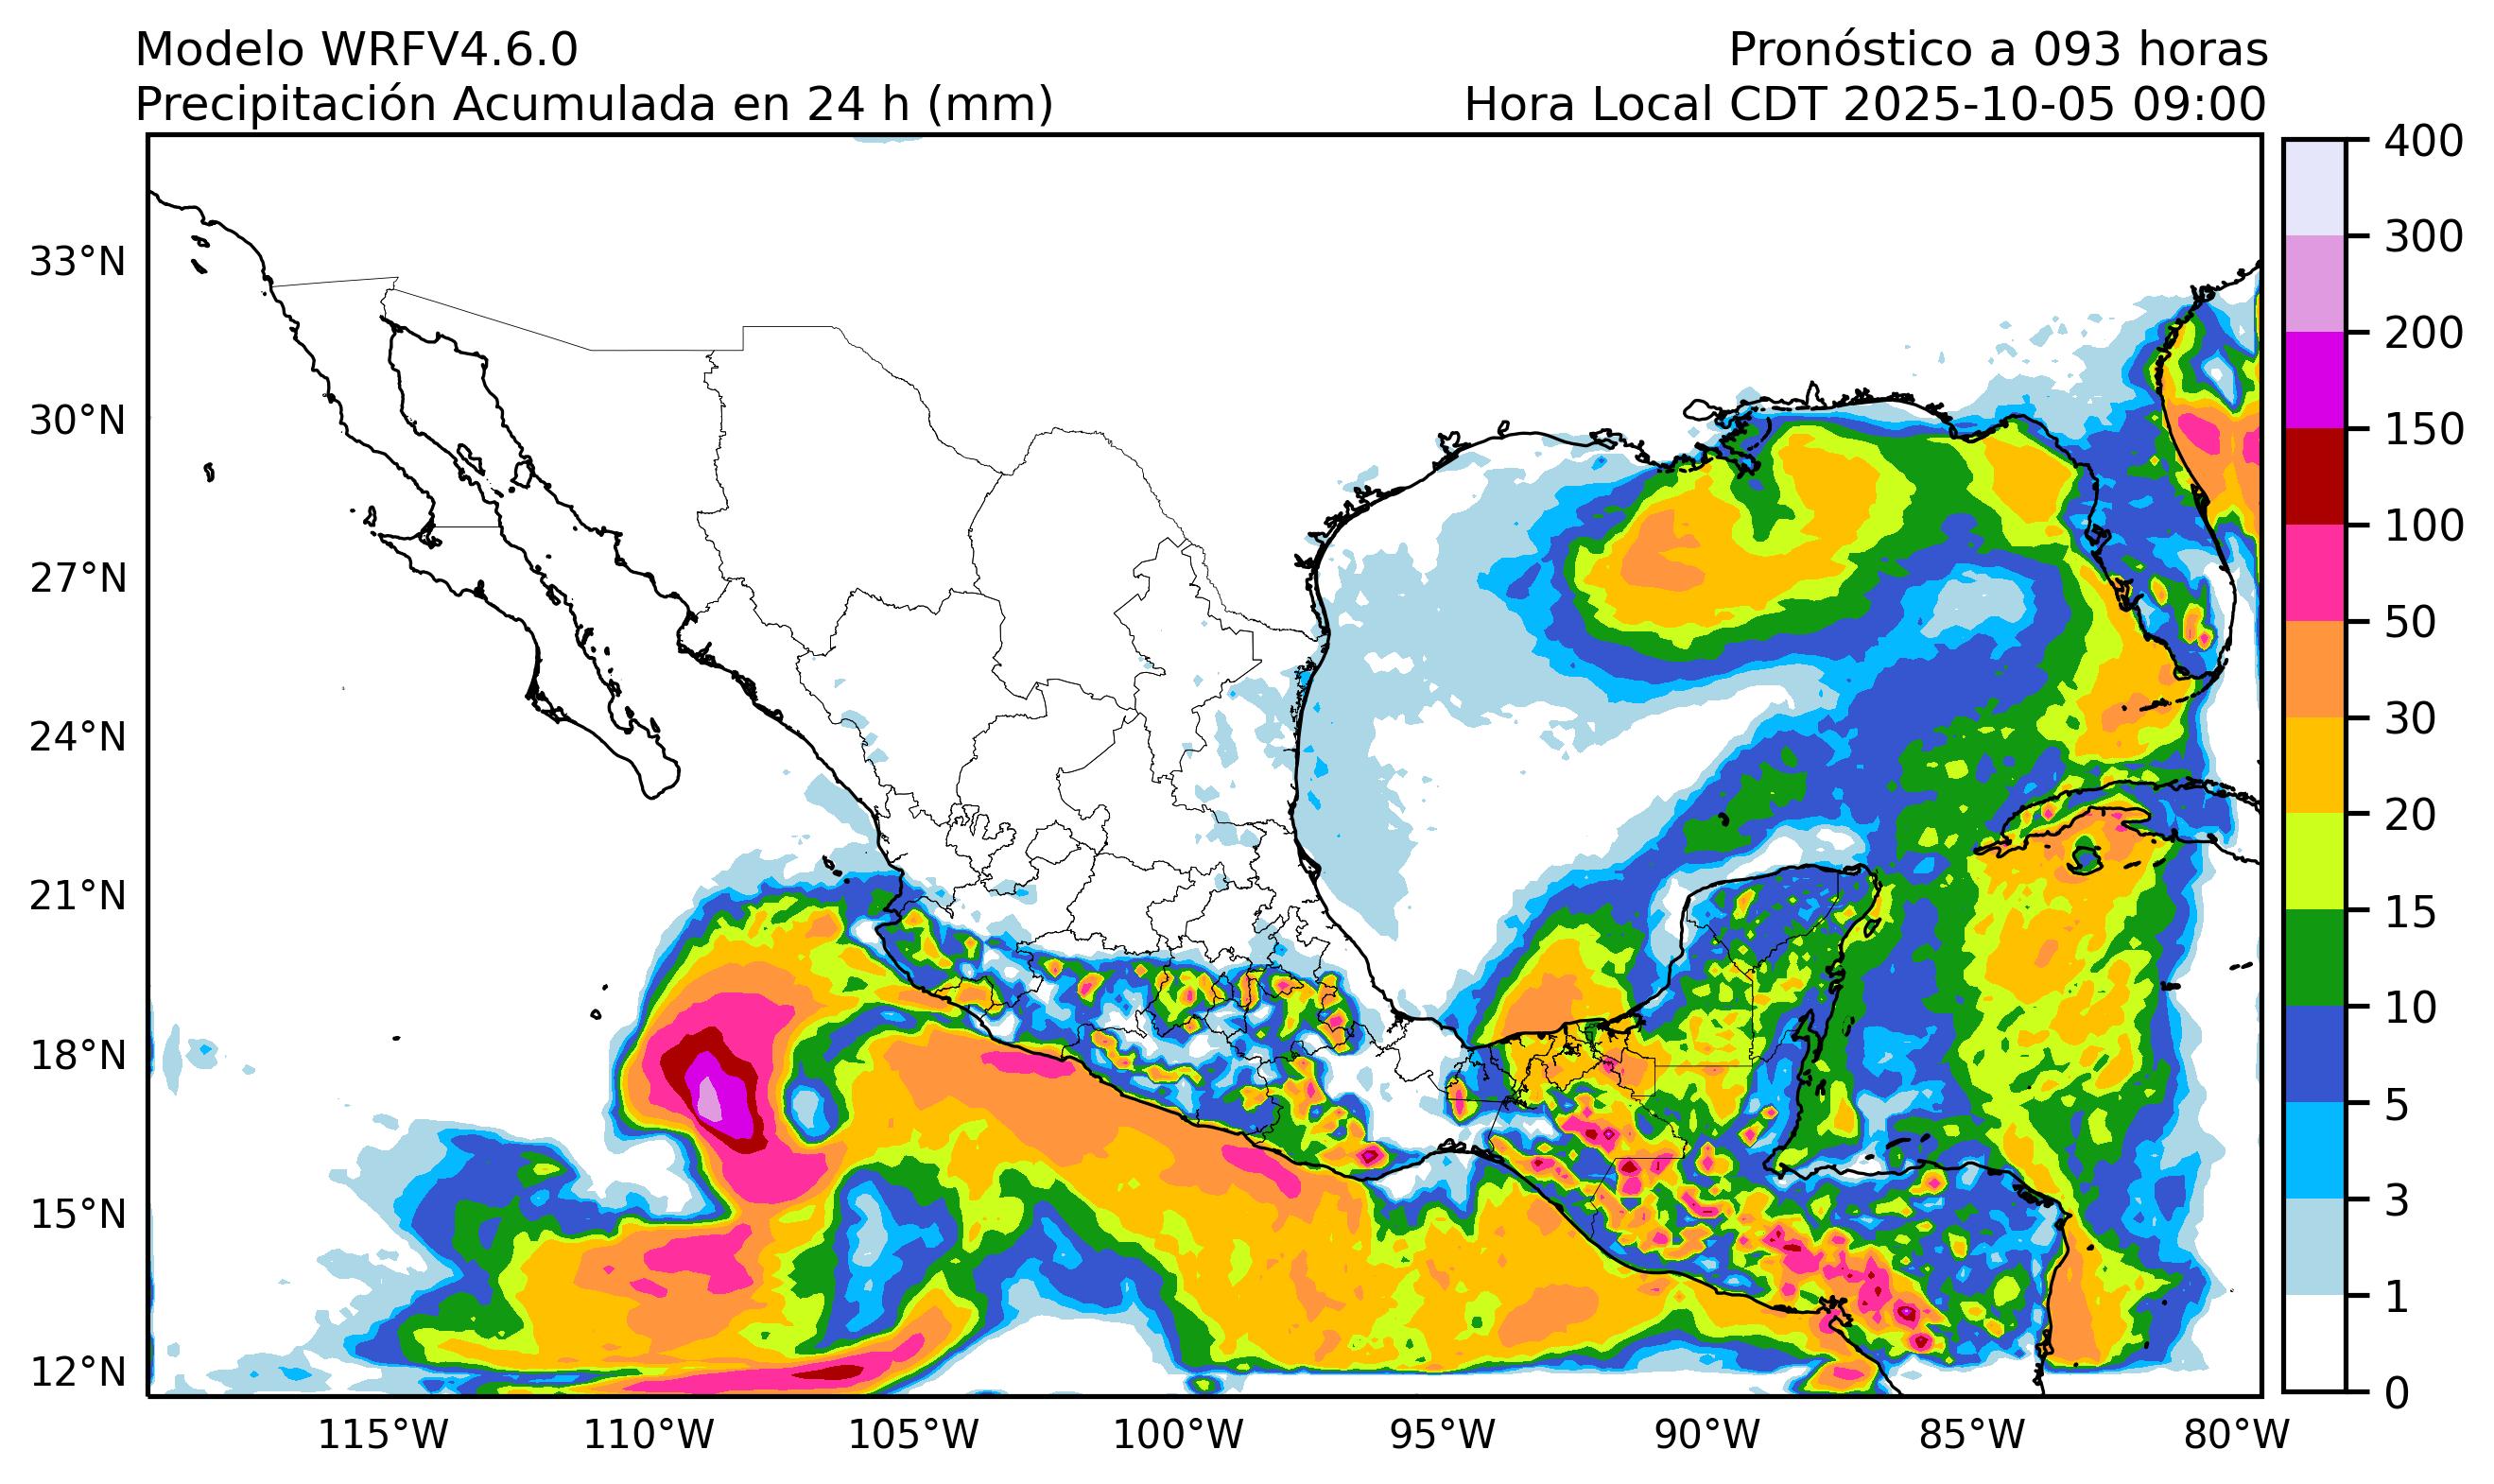 Modelo WRFV4.6.0
Pronóstico a 093 horas
Precipitación Acumulada en 24 h (mm)
Hora Local CDT 2025-10-05 09:00
33°N
30°N
27°N
24°N
21°N
18°N
15°N
12°N
115°W
110°W
105°W
100°W
95°W
90°W
85°W
80°W
400
300
200
150
100
50
30
20
15
10
5
3
1
0